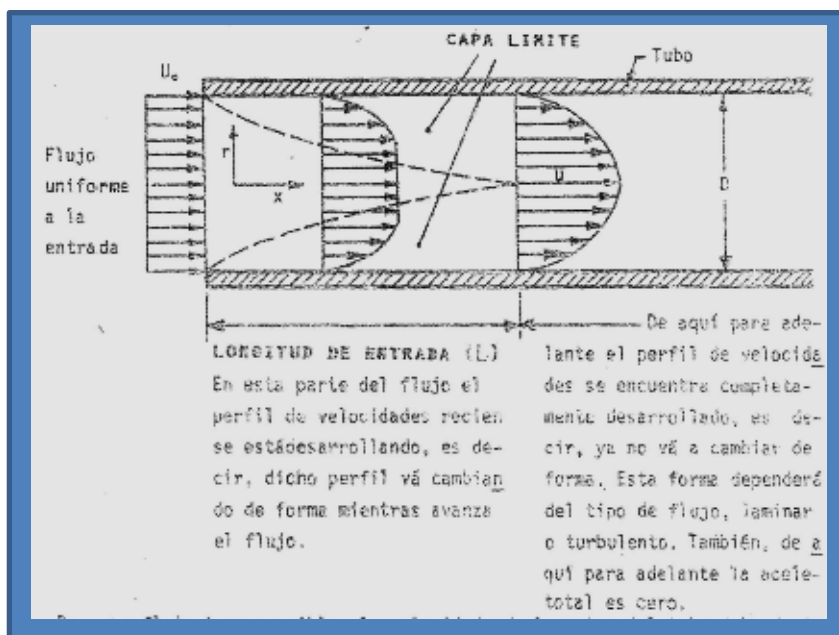 CAPA LIMITE
Tubo
U₀
Flujo
uniforme
a la
entrada
r
x
U
D
LONGITUD DE ENTRADA (L)
En esta parte del flujo el
perfil de velocidades recien
se estádesarrollando, es de-
cir, dicho perfil vá cambian
do de forma mientras avanza
el flujo.
De aquí para ade-
lante el perfil de velocida
des se encuentra completa-
mente desarrollado, es de-
cir, ya no vá a cambiar de
forma. Esta forma dependerá
del tipo de flujo, laminar
o turbulento. También, de a
quí para adelante la acele-
total es cero.